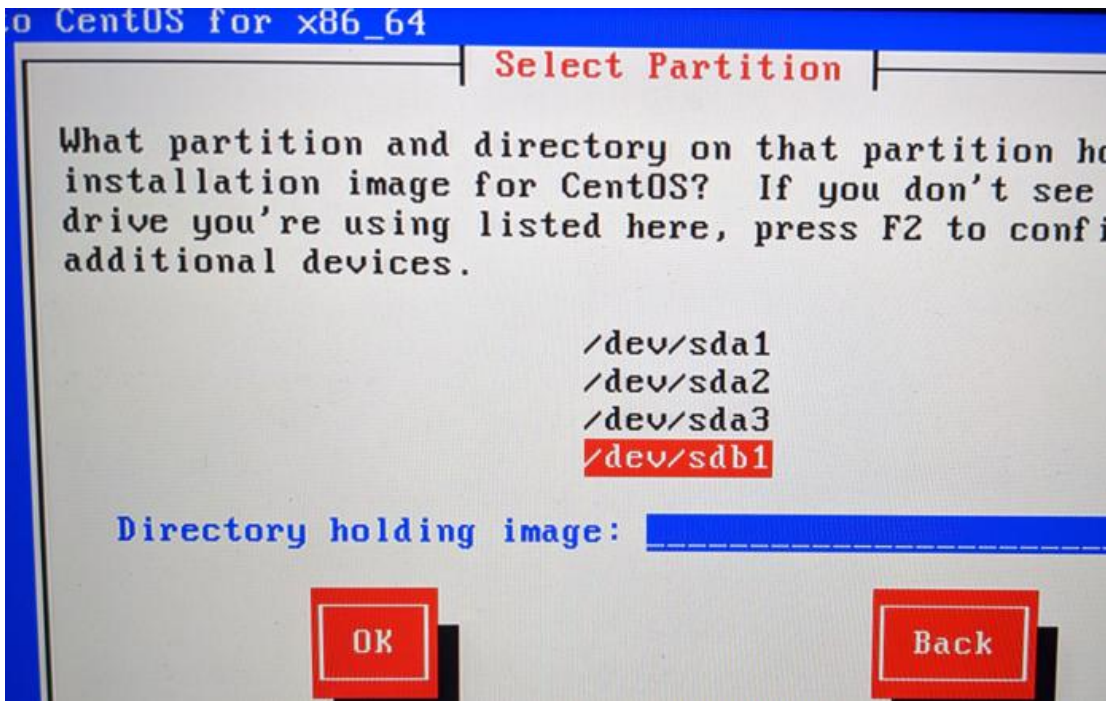 to CentOS for x86_64
Select Partition
What partition and directory on that partition
installation image for CentOS? If you don't see
drive you're using listed here, press F2 to
additional devices.
/dev/sda1
/dev/sda2
/dev/sda3
/dev/sdb1
Directory holding image:
OK
Back